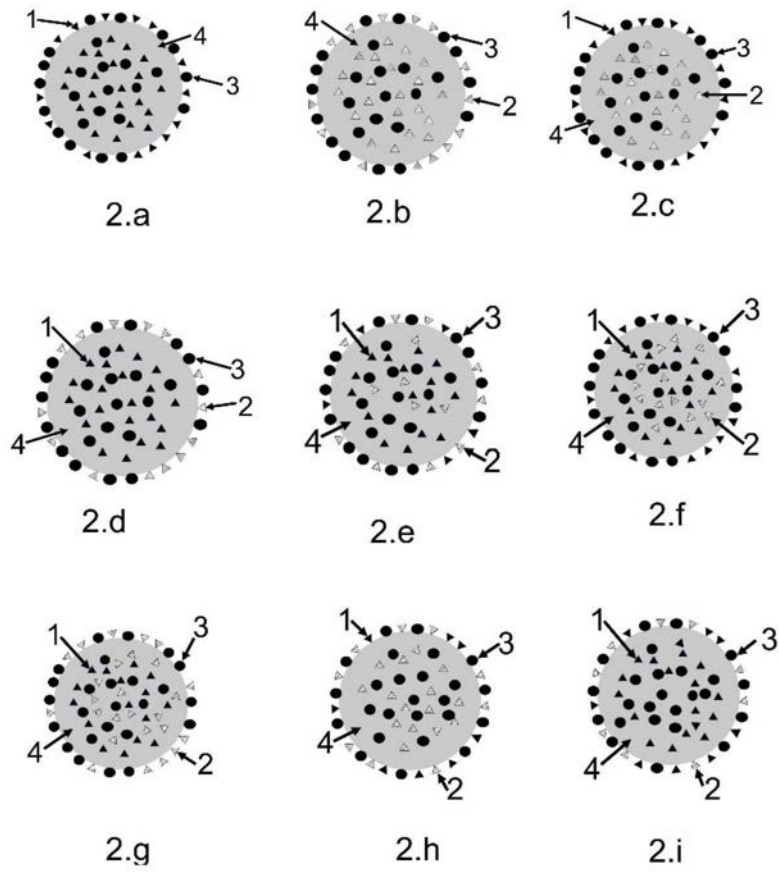 1 4 3
2.a
4 3 2
2.b
1 3 2 4
2.c
1 3 2 4
2.d
1 3 4 2
2.e
1 3 4 2
2.f
1 3 4 2
2.g
1 3 4 2
2.h
1 3 4 2
2.i